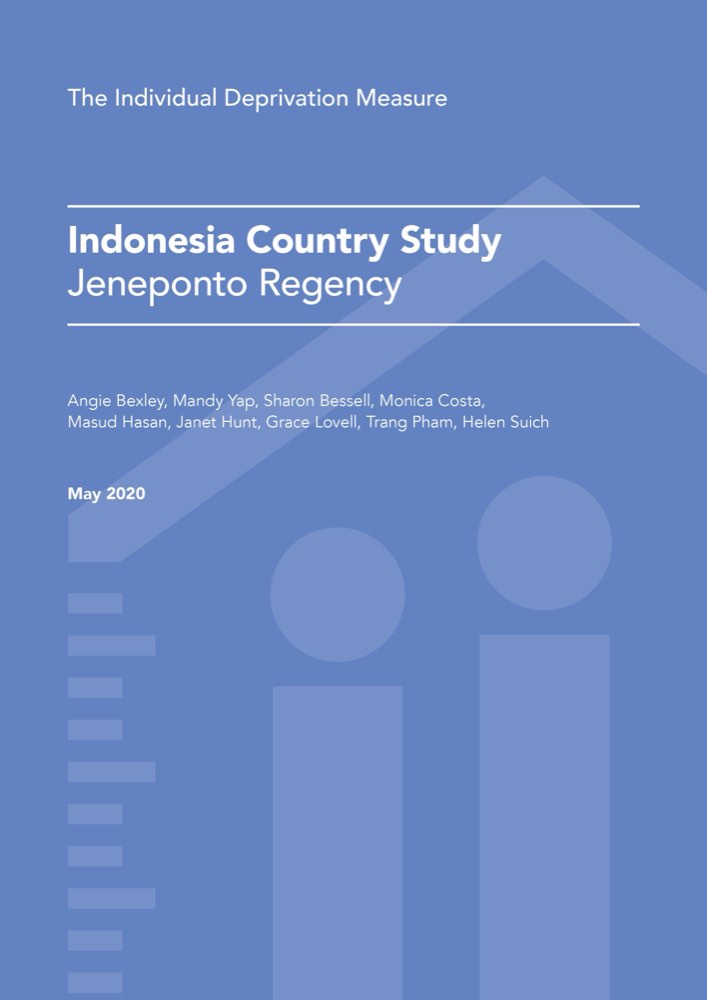 The Individual Deprivation Measure
Indonesia Country Study
Jeneponto Regency
Angie Bexley, Mandy Yap, Sharon Bessell, Monica Costa,
Masud Hasan, Janet Hunt, Grace Lovell, Trang Pham, Helen Suich
May 2020